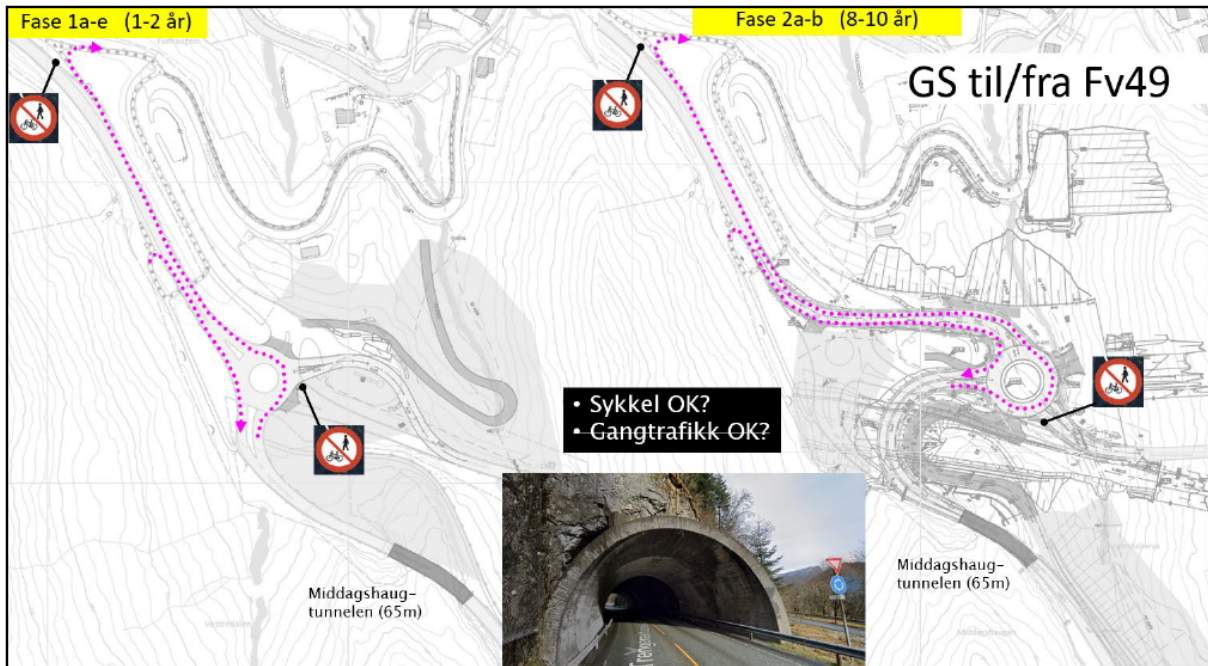 Fase 1a-e (1-2 år)
Fase 2a-b (8-10 år)
GS til/fra Fv49
• Sykkel OK?
• Gangtrafikk OK?
Middagshaug-
tunnelen (65m)
Middagshaug-
tunnelen (65m)